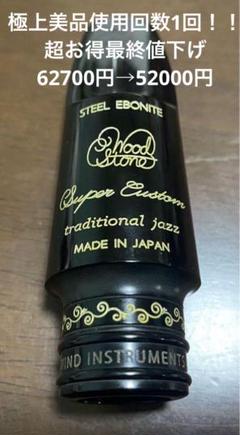 極上美品使用回数1回！！
超お得最終値下げ
62700円→52000円
STEEL EBONITE
Wood
Stone
Super Custom
traditional jazz
MADE IN JAPAN
WIND INSTRUMENTS